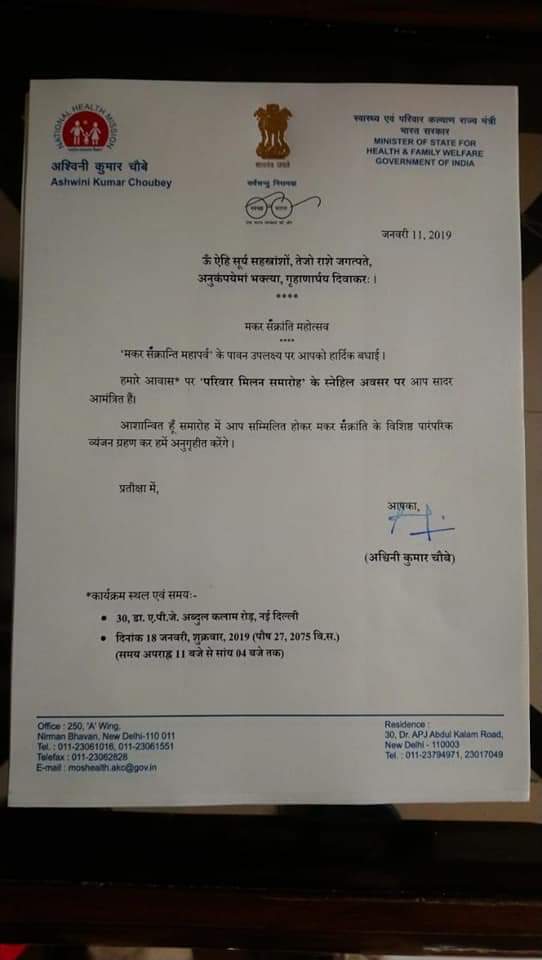 NATIONAL HEALTH MISSION
अश्विनी कुमार चौबे
Ashwini Kumar Choubey
सत्यमेव जयते
स्वच्छ भारत
एक कदम स्वच्छता की ओर
स्वास्थ्य एवं परिवार कल्याण राज्य मंत्री
भारत सरकार
MINISTER OF STATE FOR
HEALTH & FAMILY WELFARE
GOVERNMENT OF INDIA
जनवरी 11, 2019
ऊँ ऐहि सूर्य सहस्त्रांशों, तेजो राशे जगत्पते,
अनुकंपयेमां भक्त्या, गृहाणार्घय दिवाकरः ।
****
मकर सँक्रांति महोत्सव
****
'मकर सँक्रान्ति महापर्व' के पावन उपलक्ष्य पर आपको हार्दिक बधाई ।
हमारे आवास* पर 'परिवार मिलन समारोह' के स्नेहिल अवसर पर आप सादर
आमंत्रित हैं।
आशान्वित हूँ समारोह में आप सम्मिलित होकर मकर सँक्रांति के विशिष्ठ पारंपरिक
व्यंजन ग्रहण कर हमें अनुगृहीत करेंगे ।
प्रतीक्षा में,
आपका,
(अश्विनी कुमार चौबे)
*कार्यक्रम स्थल एवं समयः-
• 30, डा. ए.पी.जे. अब्दुल कलाम रोड़, नई दिल्ली
• दिनांक 18 जनवरी, शुक्रवार, 2019 (पौष 27, 2075 वि.स.)
(समय अपराह्न 11 बजे से सांय 04 बजे तक)
Office : 250, 'A' Wing,
Nirman Bhavan, New Delhi-110 011
Tel. : 011-23061016, 011-23061551
Telefax : 011-23062828
E-mail : moshealth.akc@gov.in
Residence :
30, Dr. APJ Abdul Kalam Road,
New Delhi - 110003
Tel. : 011-23794971, 23017049